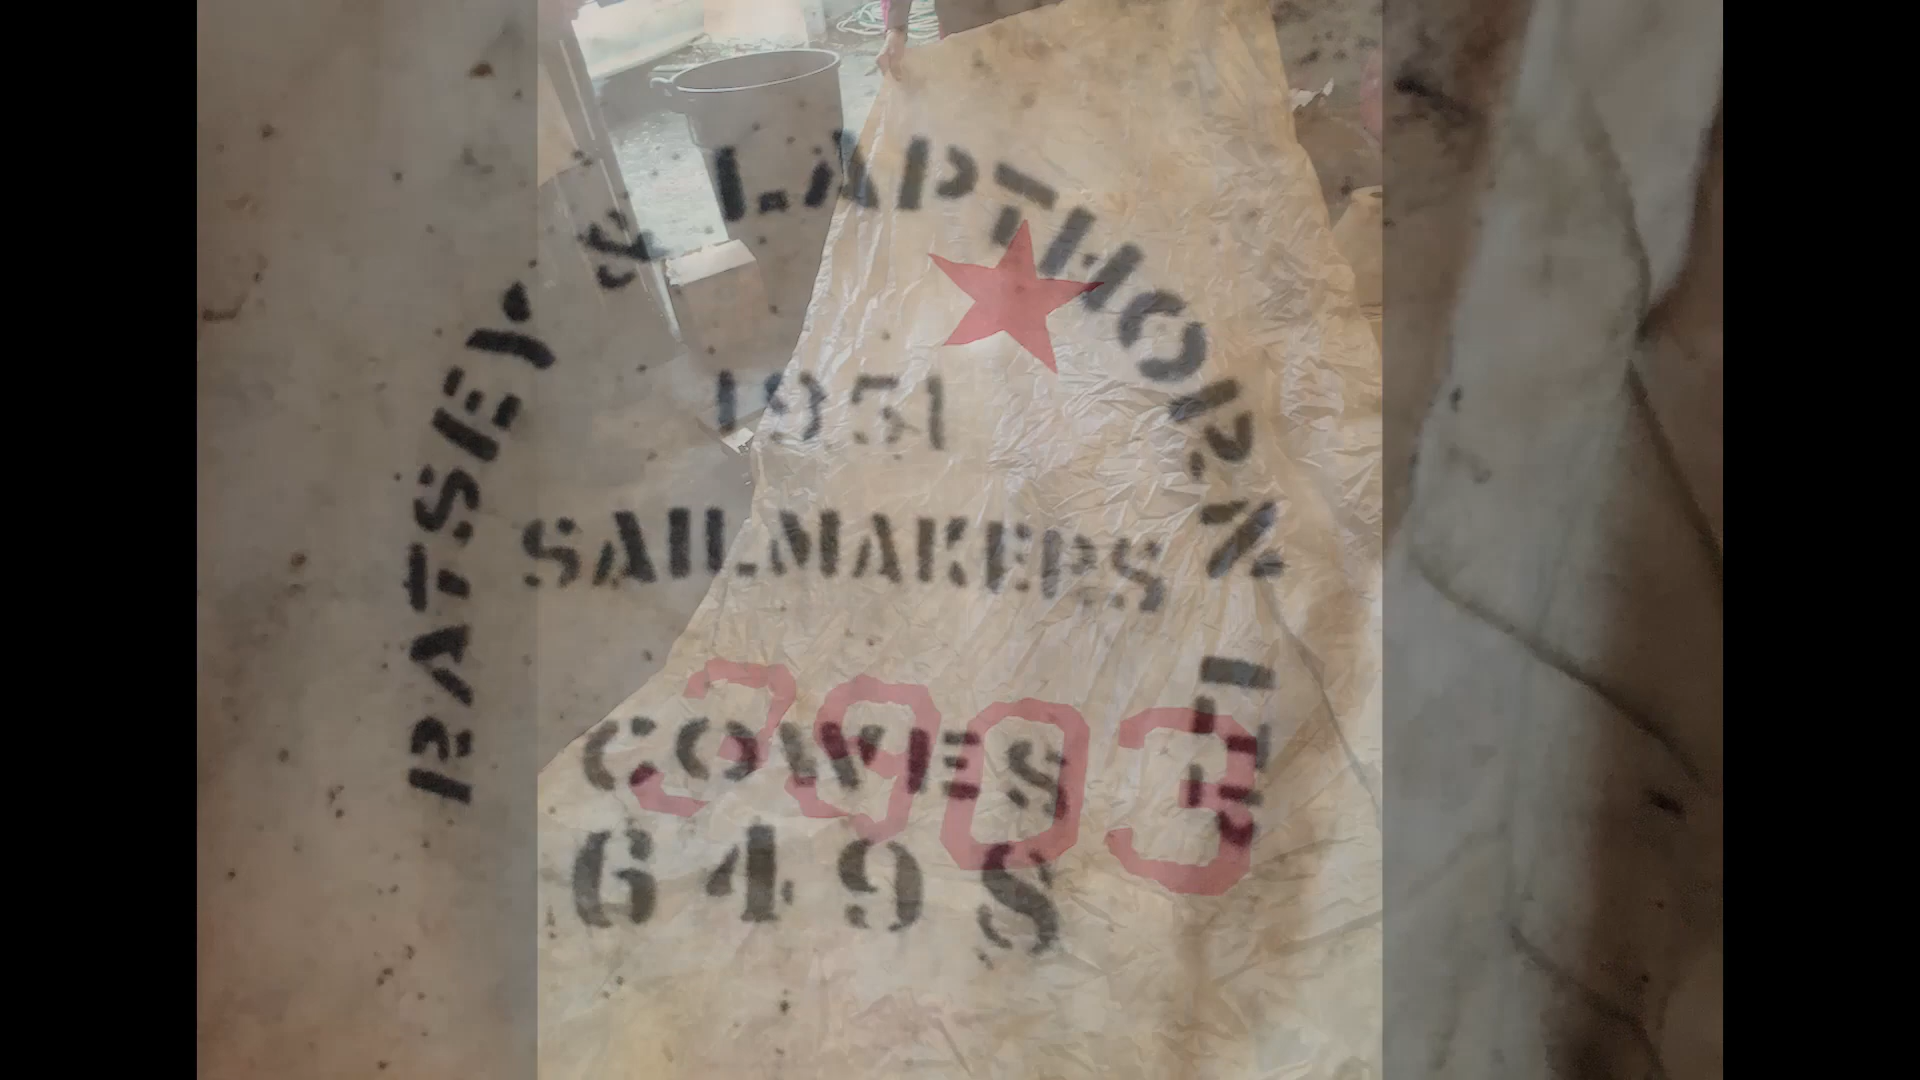 RATSEY & LAPTHORN LTD
1951
SAILMAKERS
COWES
6498
3903